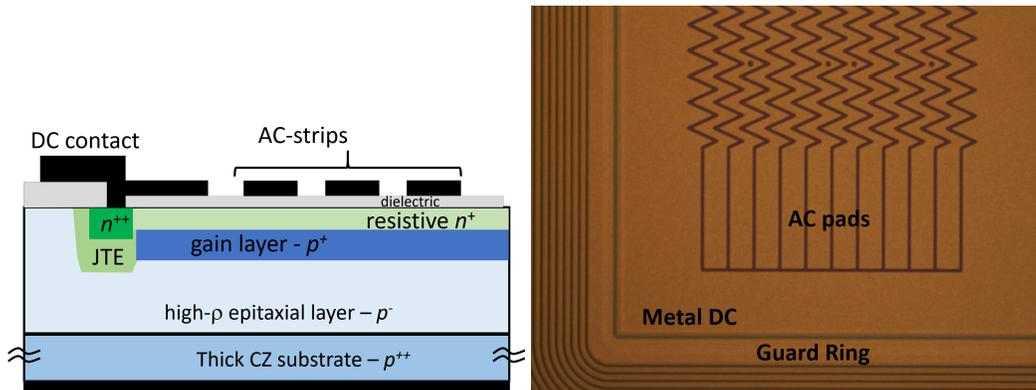 DC contact
AC-strips
dielectric
n⁺⁺
resistive n⁺
gain layer - p⁺
JTE
high-ρ epitaxial layer – p⁻
Thick CZ substrate – p⁺⁺
AC pads
Metal DC
Guard Ring